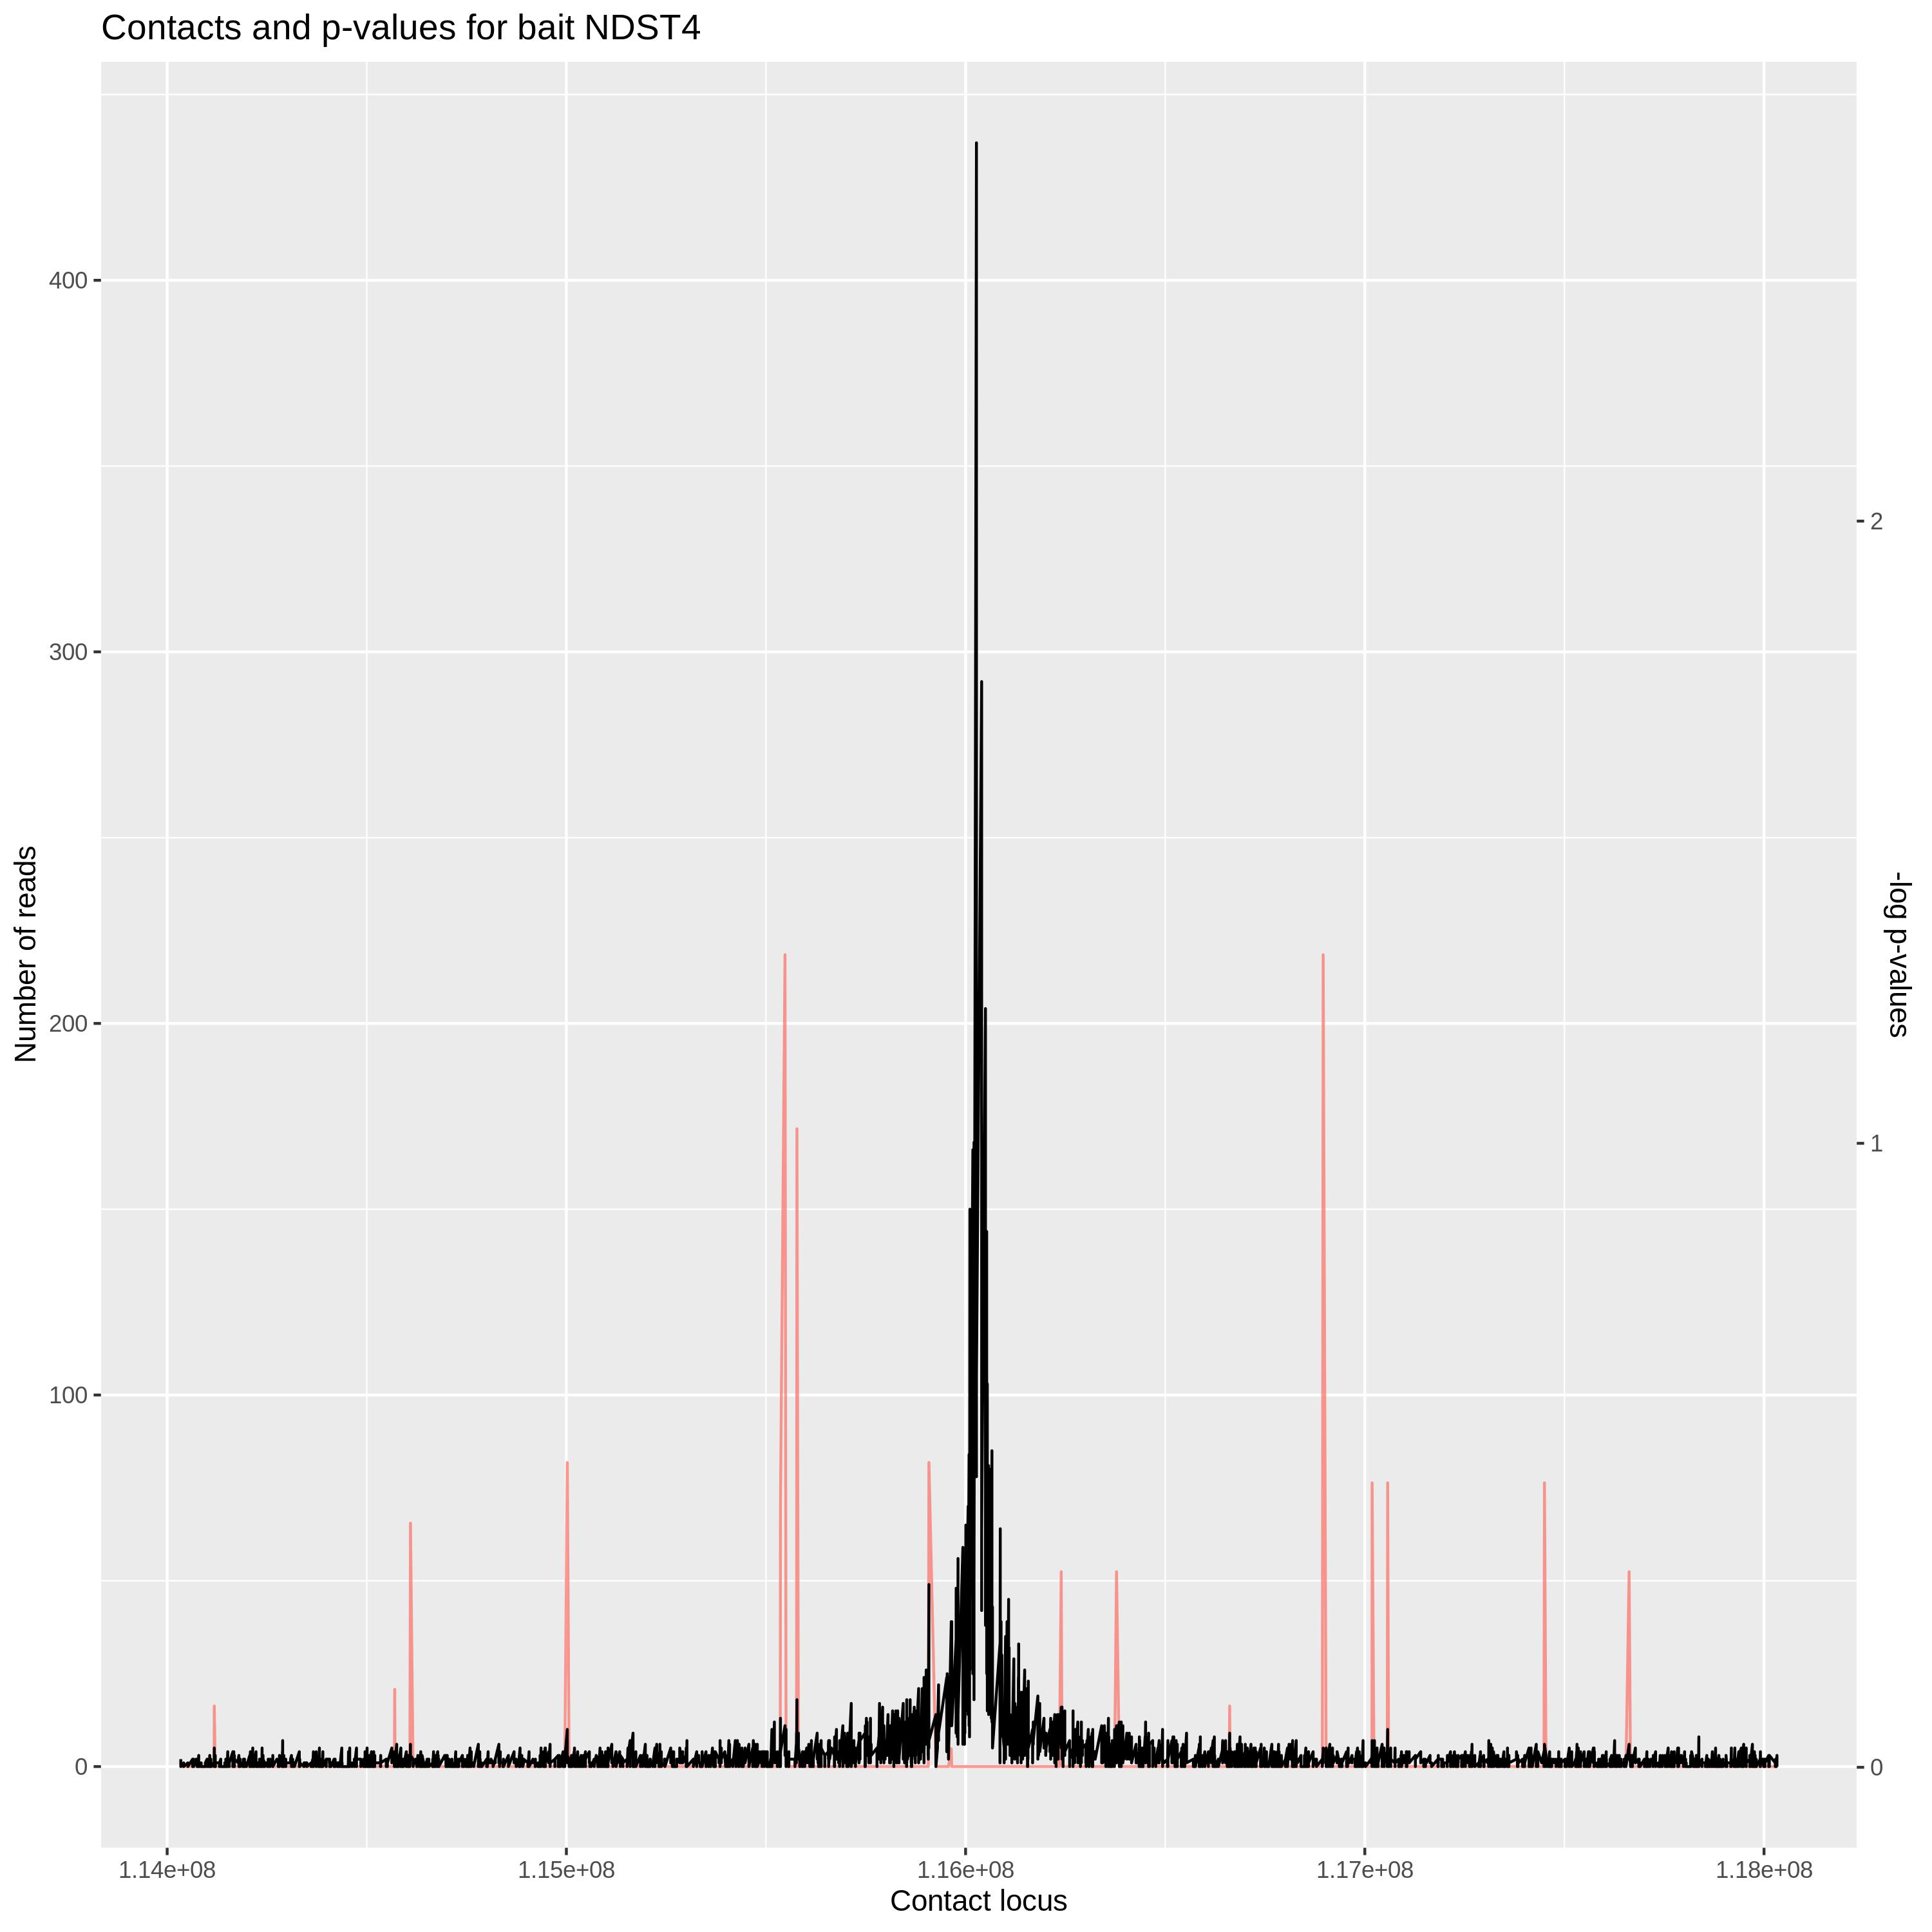 Contacts and p-values for bait NDST4
400
300
200
100
0
Number of reads
2
1
0
-log p-values
1.14e+08
1.15e+08
1.16e+08
1.17e+08
1.18e+08
Contact locus